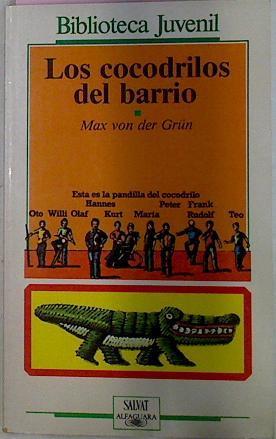 Biblioteca Juvenil
Los cocodrilos
del barrio
Max von der Grün
Esta es la pandilla del cocodrilo
Hannes Peter Frank
Oto Willi Olaf Kurt María Rudolf Teo
SALVAT
ALFAGUARA